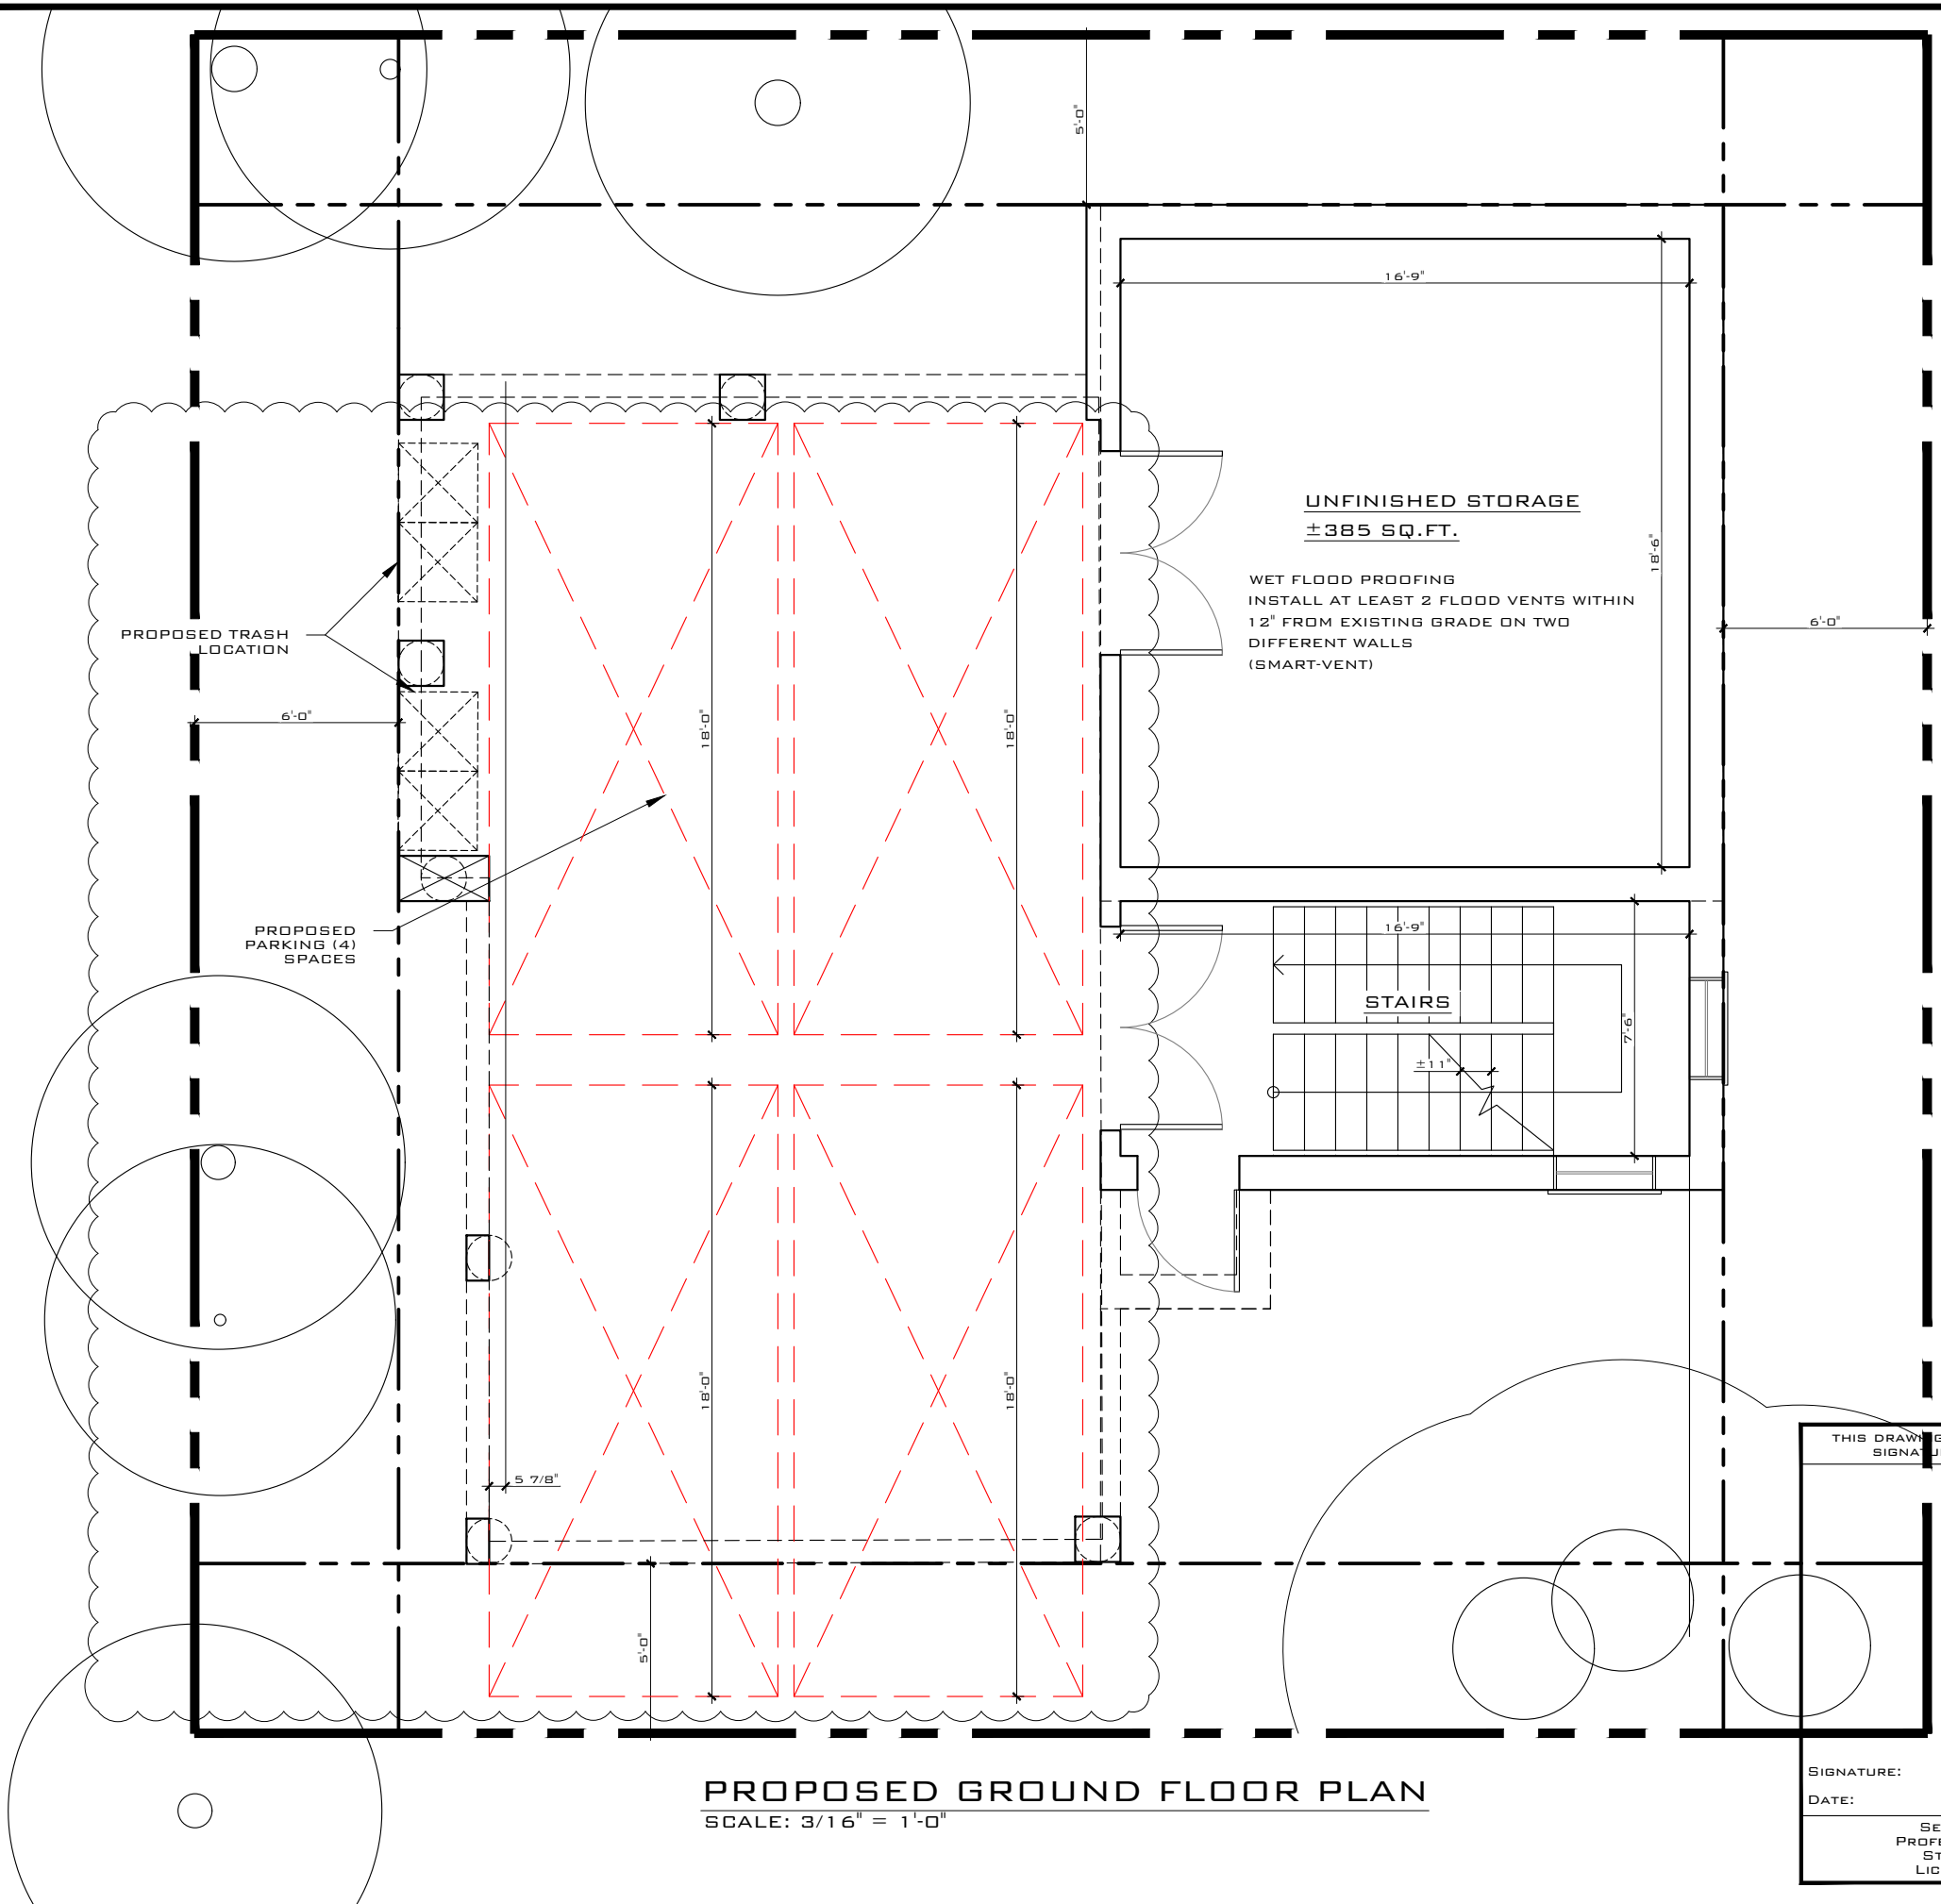 5'-0"
16'-9"
UNFINISHED STORAGE
±385 SQ.FT.
18'-6"
WET FLOOD PROOFING
INSTALL AT LEAST 2 FLOOD VENTS WITHIN
12" FROM EXISTING GRADE ON TWO
DIFFERENT WALLS
(SMART-VENT)
6'-0"
PROPOSED TRASH
LOCATION
6'-0"
18'-0"
18'-0"
PROPOSED
PARKING (4)
SPACES
16'-9"
STAIRS
7'-6"
±11"
18'-0"
18'-0"
5 7/8"
5'-0"
THIS
SIGNATURE:
DATE:
PROPOSED GROUND FLOOR PLAN
SCALE: 3/16" = 1'-0"